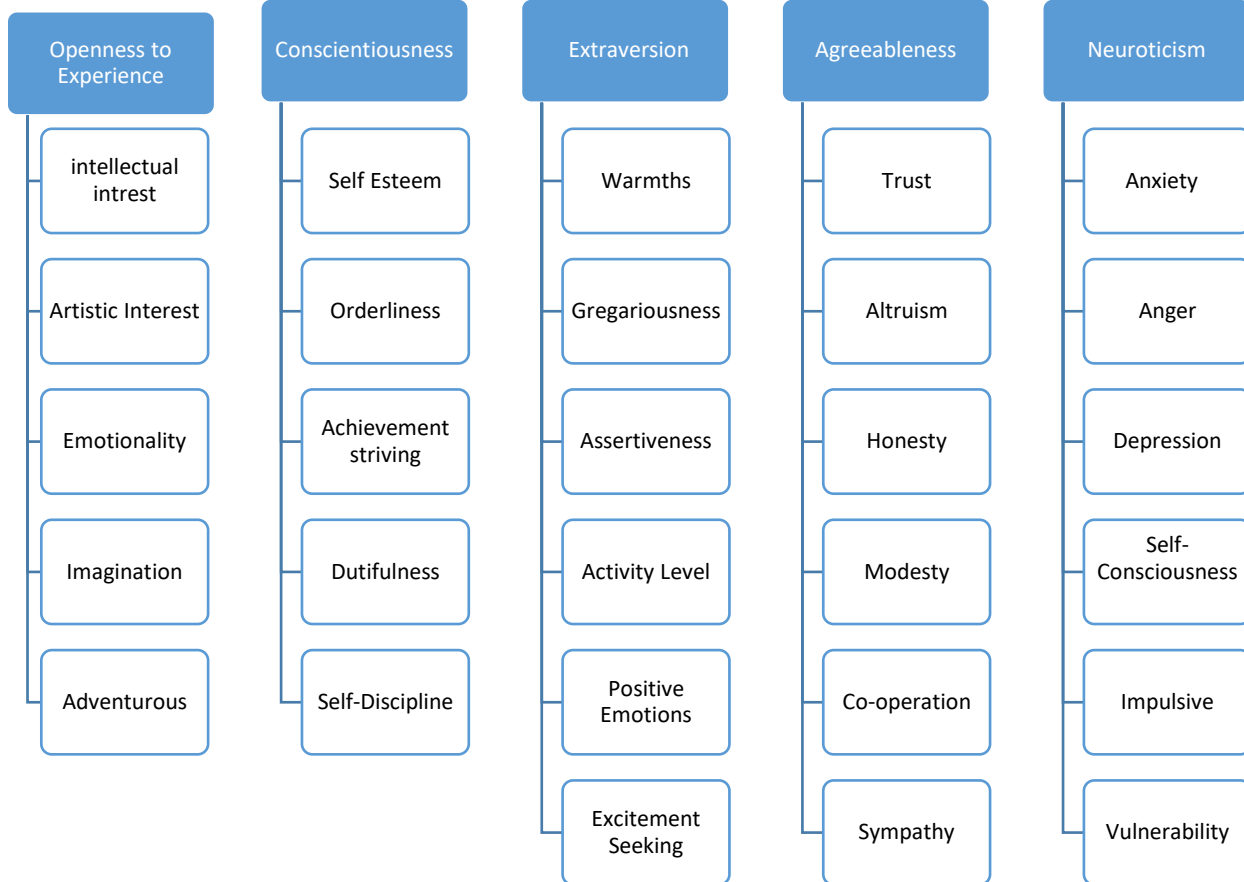 Openness to
Experience
intellectual
intrest
Artistic Interest
Emotionality
Imagination
Adventurous
Conscientiousness
Self Esteem
Orderliness
Achievement
striving
Dutifulness
Self-Discipline
Extraversion
Warmths
Gregariousness
Assertiveness
Activity Level
Positive
Emotions
Excitement
Seeking
Agreeableness
Trust
Altruism
Honesty
Modesty
Co-operation
Sympathy
Neuroticism
Anxiety
Anger
Depression
Self-
Consciousness
Impulsive
Vulnerability